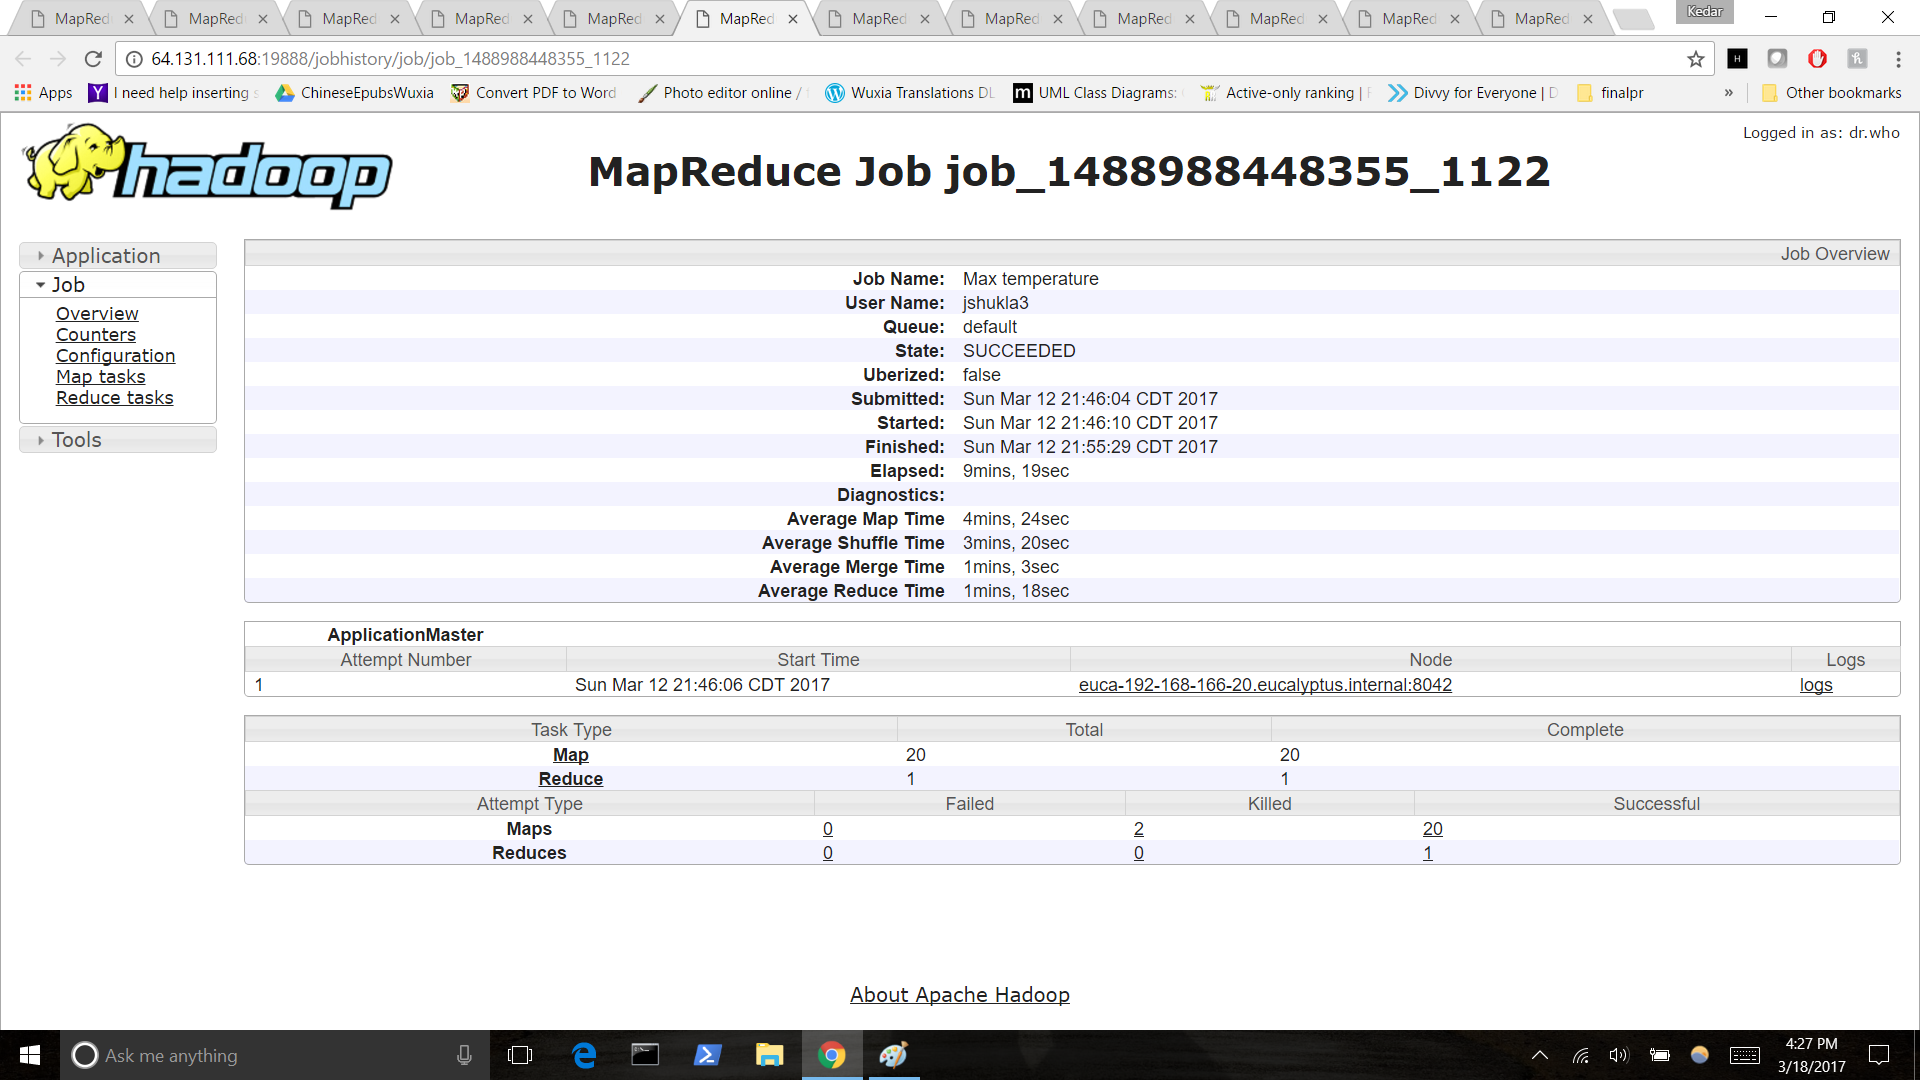 MapRed MapRed MapRed MapRed MapRed MapRed MapRed MapRed MapRed MapRed MapRed MapRed Kedar
64.131.111.68:19888/jobhistory/job/job_1488988448355_1122
Apps I need help inserting ChineseEpubsWuxia Convert PDF to Word Photo editor online / Wuxia Translations DL UML Class Diagrams: Active-only ranking | Divvy for Everyone | D finalpr » Other bookmarks
Logged in as: dr.who
hadoop
MapReduce Job job_1488988448355_1122
Application
Job
Overview
Counters
Configuration
Map tasks
Reduce tasks
Tools
Job Overview
Job Name: Max temperature
User Name: jshukla3
Queue: default
State: SUCCEEDED
Uberized: false
Submitted: Sun Mar 12 21:46:04 CDT 2017
Started: Sun Mar 12 21:46:10 CDT 2017
Finished: Sun Mar 12 21:55:29 CDT 2017
Elapsed: 9mins, 19sec
Diagnostics:
Average Map Time 4mins, 24sec
Average Shuffle Time 3mins, 20sec
Average Merge Time 1mins, 3sec
Average Reduce Time 1mins, 18sec
ApplicationMaster
Attempt Number Start Time Node Logs
1 Sun Mar 12 21:46:06 CDT 2017 euca-192-168-166-20.eucalyptus.internal:8042 logs
Task Type Total Complete
Map 20 20
Reduce 1 1
Attempt Type Failed Killed Successful
Maps 0 2 20
Reduces 0 0 1
About Apache Hadoop
Ask me anything
4:27 PM
3/18/2017